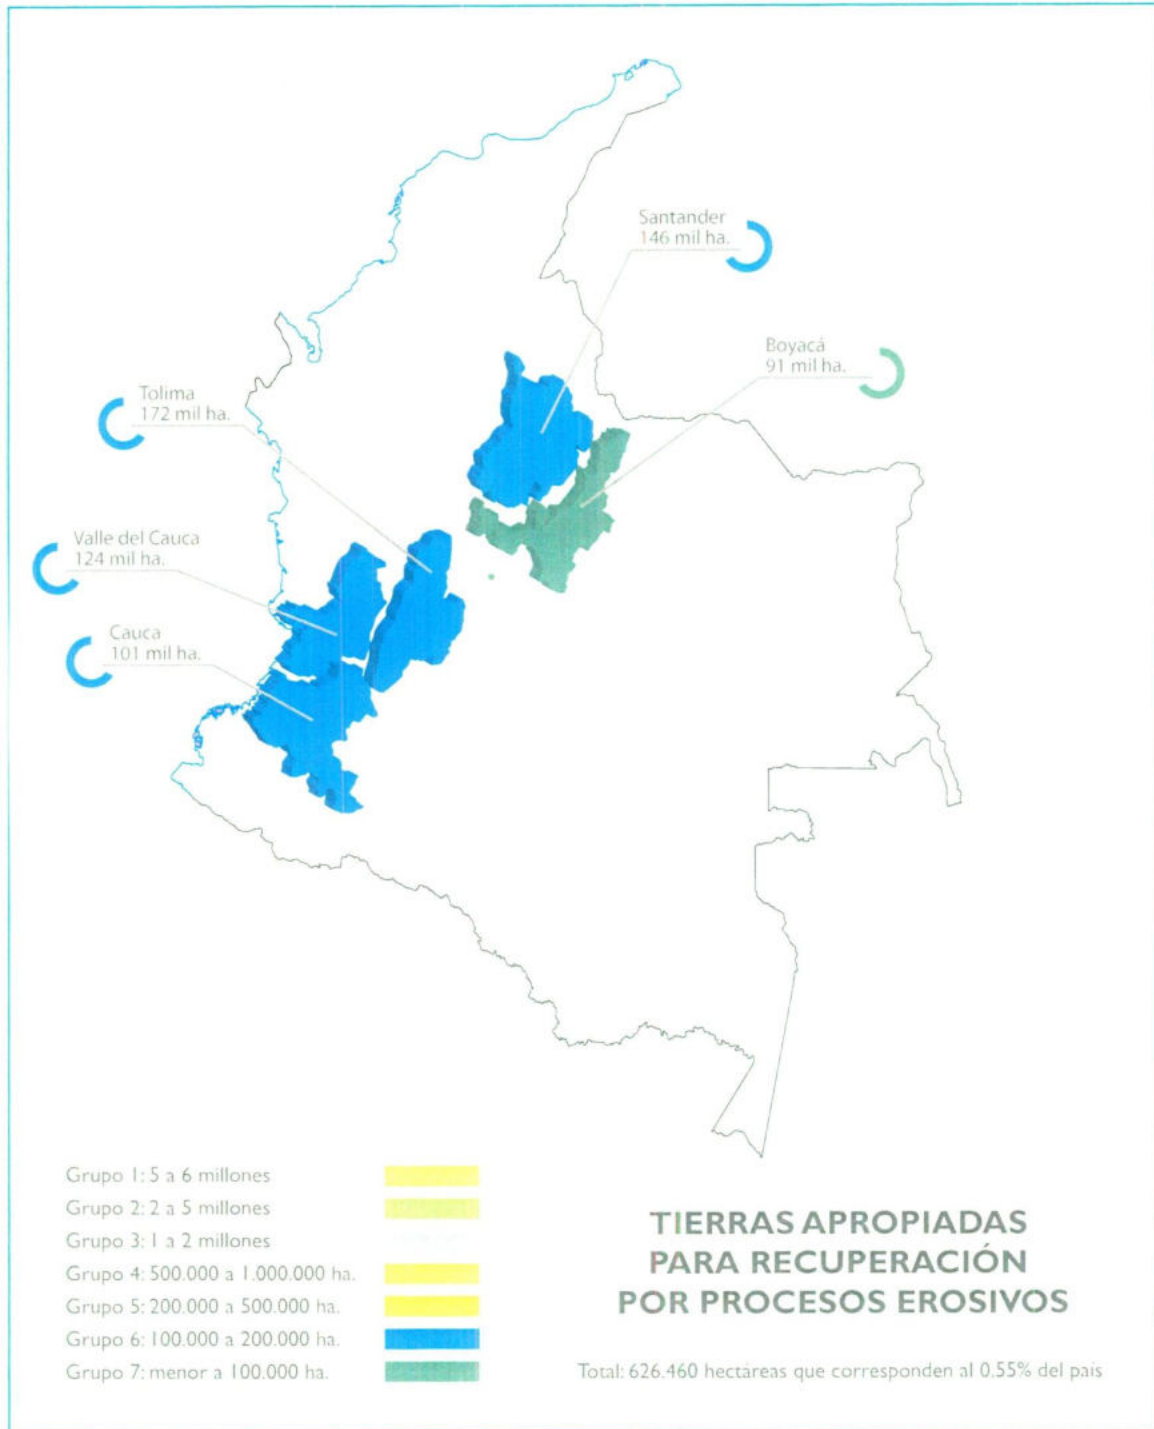 Santander
146 mil ha.
Boyacá
91 mil ha.
Tolima
172 mil ha.
Valle del Cauca
124 mil ha.
Cauca
101 mil ha.
Grupo 1: 5 a 6 millones
Grupo 2: 2 a 5 millones
Grupo 3: 1 a 2 millones
Grupo 4: 500.000 a 1.000.000 ha.
Grupo 5: 200.000 a 500.000 ha.
Grupo 6: 100.000 a 200.000 ha.
Grupo 7: menor a 100.000 ha.
TIERRAS APROPIADAS
PARA RECUPERACIÓN
POR PROCESOS EROSIVOS
Total: 626.460 hectáreas que corresponden al 0.55% del país